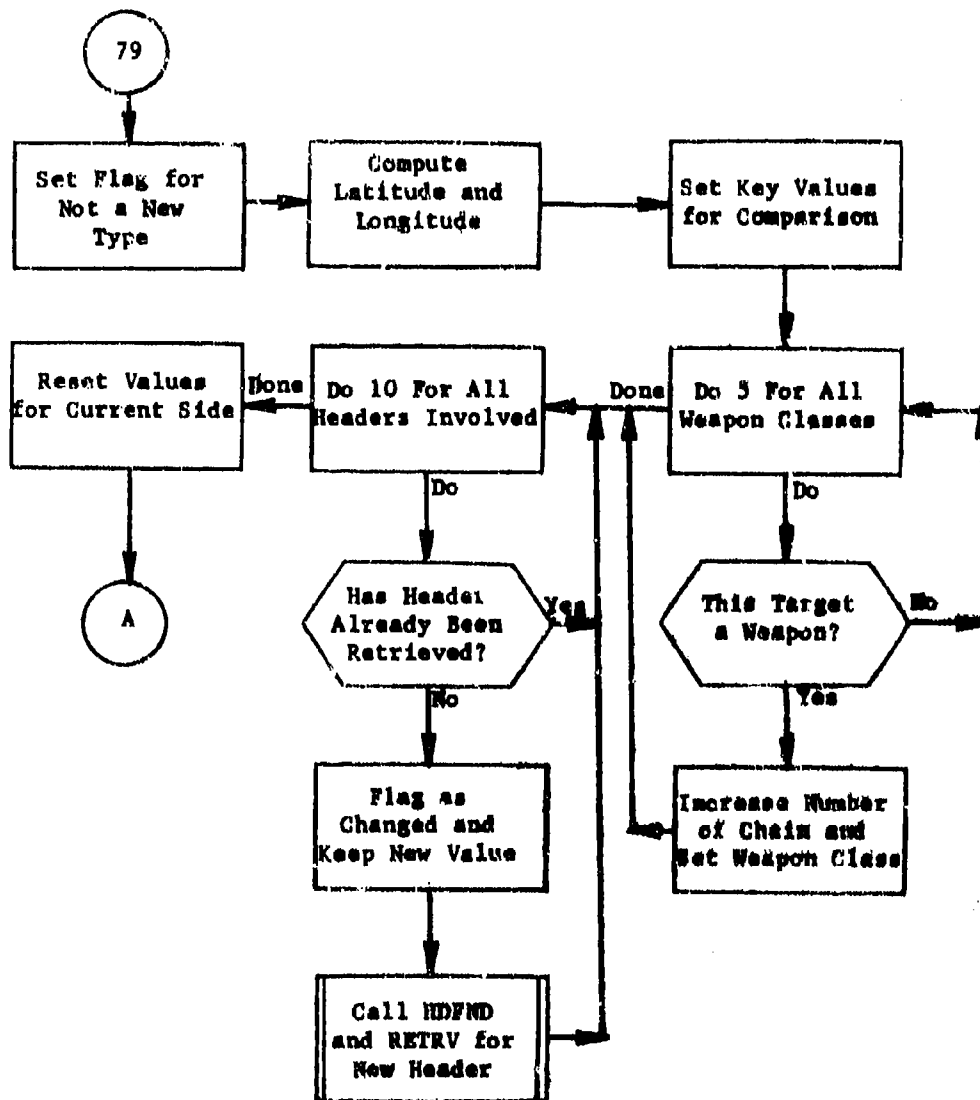 79
Set Flag for
Not a New
Type
Compute
Latitude and
Longitude
Set Key Values
for Comparison
Reset Values
for Current Side
Done
Do 10 For All
Headers Involved
Done
Do 5 For All
Weapon Classes
Do
Do
A
Has Header
Already Been
Retrieved?
Yes
This Target
a Weapon?
No
No
Yes
Flag as
Changed and
Keep New Value
Increase Number
of Chain and
Set Weapon Class
Call HDFND
and RETRV for
New Header